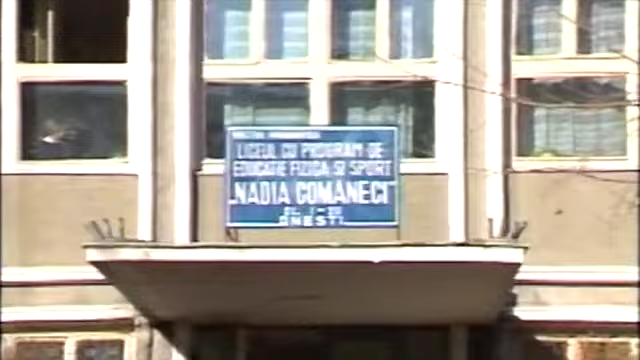 LICEUL CU PROGRAM DE
EDUCATIE FIZICA SI SPORT
„NADIA COMANECI"
ONESTI